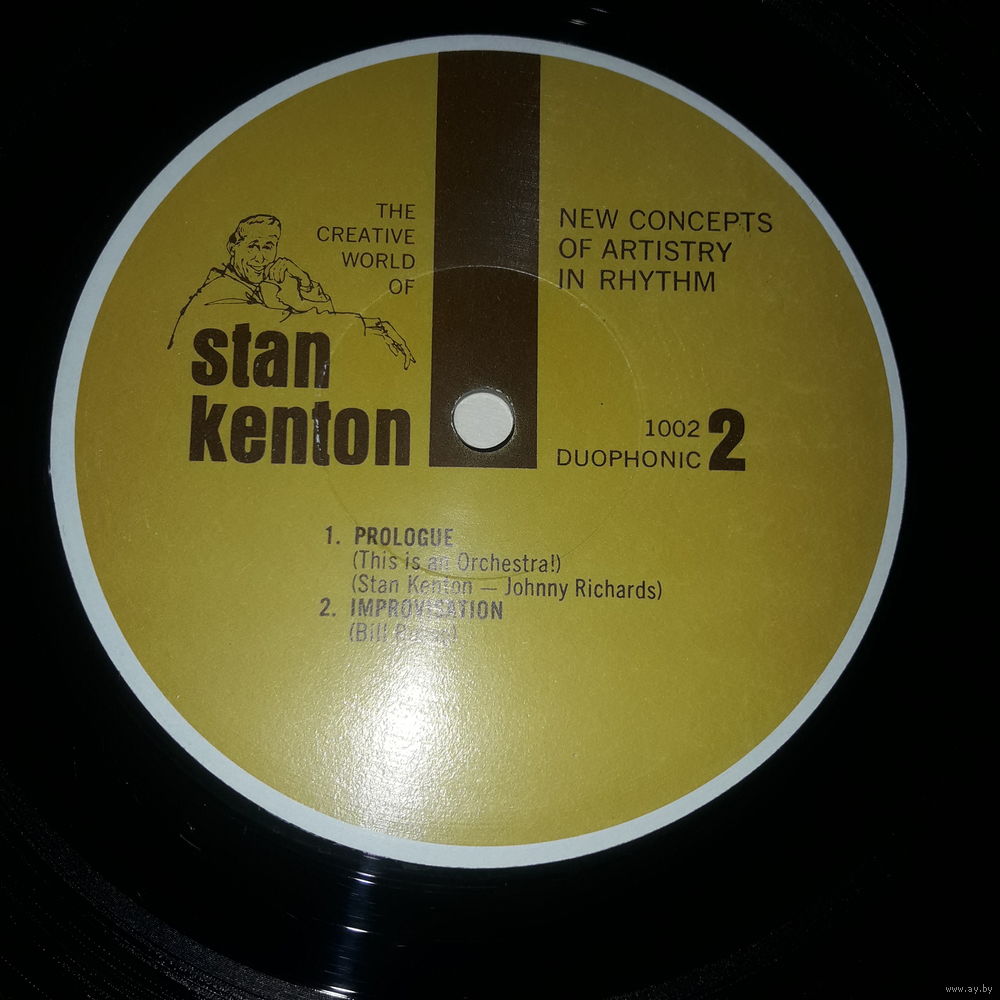 THE
CREATIVE
WORLD
OF
stan
kenton
NEW CONCEPTS
OF ARTISTRY
IN RHYTHM
1002 2
DUOPHONIC
1. PROLOGUE
(This is an Orchestra!)
(Stan Kenton — Johnny Richards)
2. IMPROVISATION
(Bill
www.ay.by